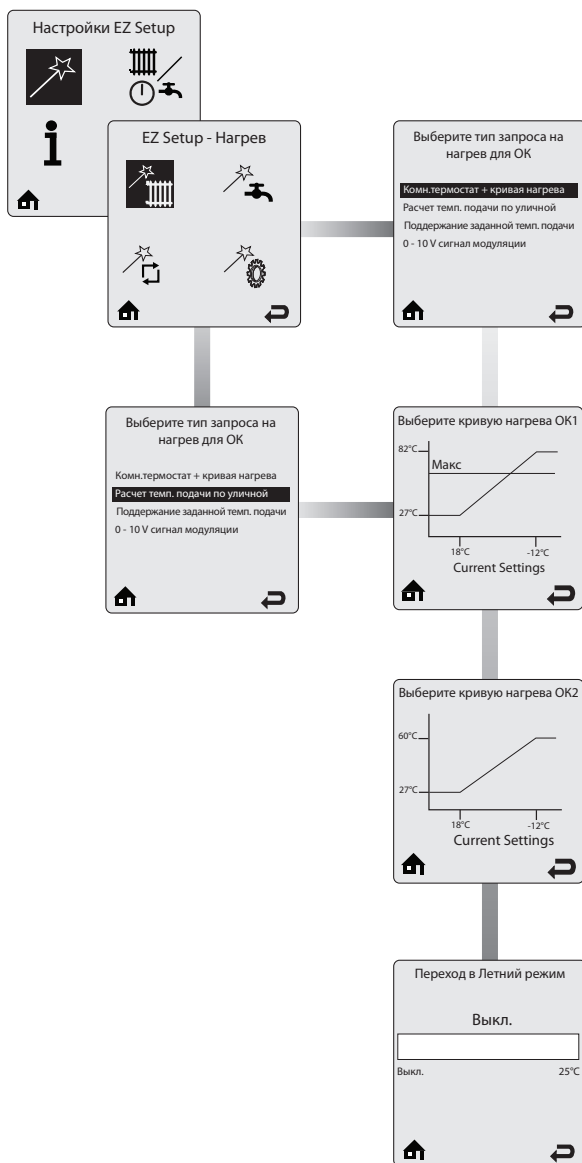 Настройки EZ Setup
EZ Setup - Нагрев
Выберите тип запроса на
нагрев для ОК
Комн.термостат + кривая нагрева
Расчет темп. подачи по уличной
Поддержание заданной темп. подачи
0 - 10 V сигнал модуляции
Выберите тип запроса на
нагрев для ОК
Комн.термостат + кривая нагрева
Расчет темп. подачи по уличной
Поддержание заданной темп. подачи
0 - 10 V сигнал модуляции
Выберите кривую нагрева ОК1
82°C
Макс
27°C
18°C -12°C
Current Settings
Выберите кривую нагрева ОК2
60°C
27°C
18°C -12°C
Current Settings
Переход в Летний режим
Выкл.
Выкл. 25°C